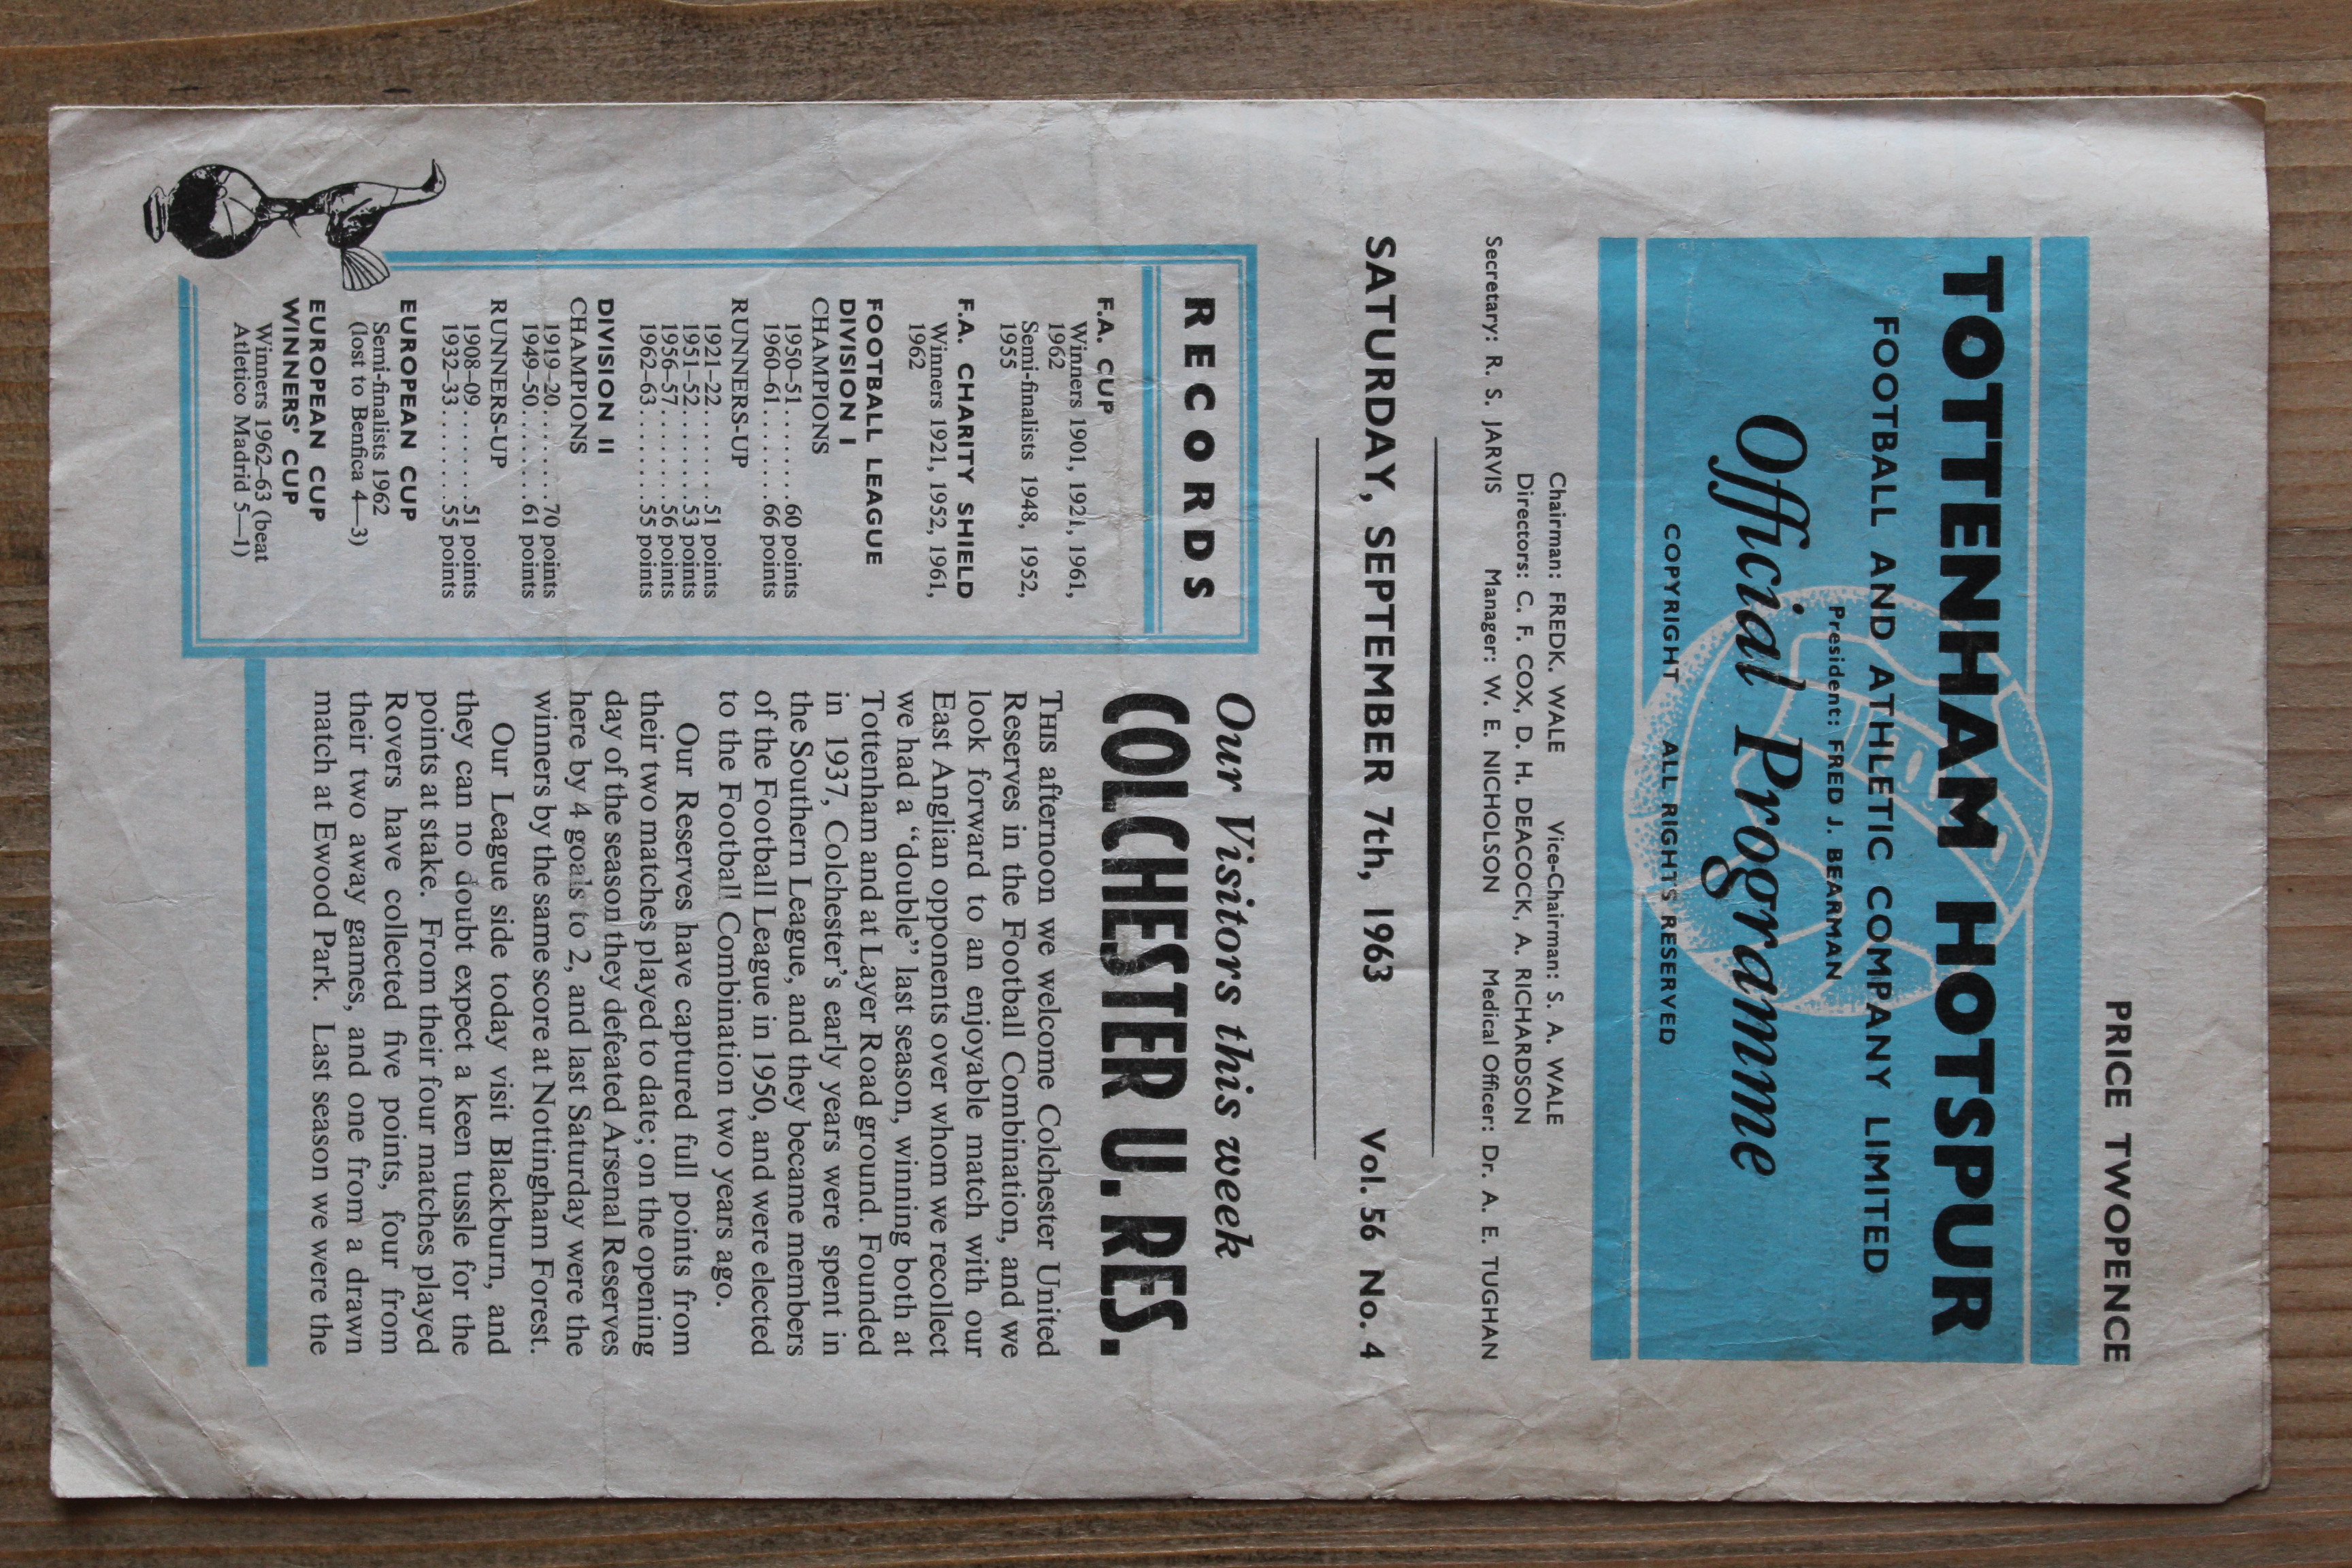 PRICE TWOPENCE
TOTTENHAM HOTSPUR
FOOTBALL AND ATHLETIC COMPANY LIMITED
President: FRED J. BEARMAN
Official Programme
COPYRIGHT ALL RIGHTS RESERVED
Chairman: FREDK. WALE Vice-Chairman: S. A. WALE
Directors: C. F. COX, D. H. DEACOCK, A. RICHARDSON
Secretary: R. S. JARVIS Manager: W. E. NICHOLSON Medical Officer: Dr. A. E. TUGHAN
SATURDAY, SEPTEMBER 7th, 1963 Vol. 56 No. 4
RECORDS
F.A. CUP
Winners 1901, 1921, 1961,
1962
Semi-finalists 1948, 1952,
1955
F.A. CHARITY SHIELD
Winners 1921, 1952, 1961,
1962
FOOTBALL LEAGUE
DIVISION I
CHAMPIONS
1950–51........60 points
1960–61........66 points
RUNNERS-UP
1921–22........51 points
1951–52........53 points
1956–57........56 points
1962–63........55 points
DIVISION II
CHAMPIONS
1919–20........70 points
1949–50........61 points
RUNNERS-UP
1908–09........51 points
1932–33........55 points
EUROPEAN CUP
Semi-finalists 1962
(lost to Benfica 4—3)
EUROPEAN CUP
WINNERS' CUP
Winners 1962–63 (beat
Atletico Madrid 5—1)
Our Visitors this week
COLCHESTER U. RES.
THIS afternoon we welcome Colchester United
Reserves in the Football Combination, and we
look forward to an enjoyable match with our
East Anglian opponents over whom we recollect
we had a "double" last season, winning both at
Tottenham and at Layer Road ground. Founded
in 1937, Colchester's early years were spent in
the Southern League, and they became members
of the Football League in 1950, and were elected
to the Football Combination two years ago.
Our Reserves have captured full points from
their two matches played to date; on the opening
day of the season they defeated Arsenal Reserves
here by 4 goals to 2, and last Saturday were the
winners by the same score at Nottingham Forest.
Our League side today visit Blackburn, and
they can no doubt expect a keen tussle for the
points at stake. From their four matches played
Rovers have collected five points, four from
their two away games, and one from a drawn
match at Ewood Park. Last season we were the